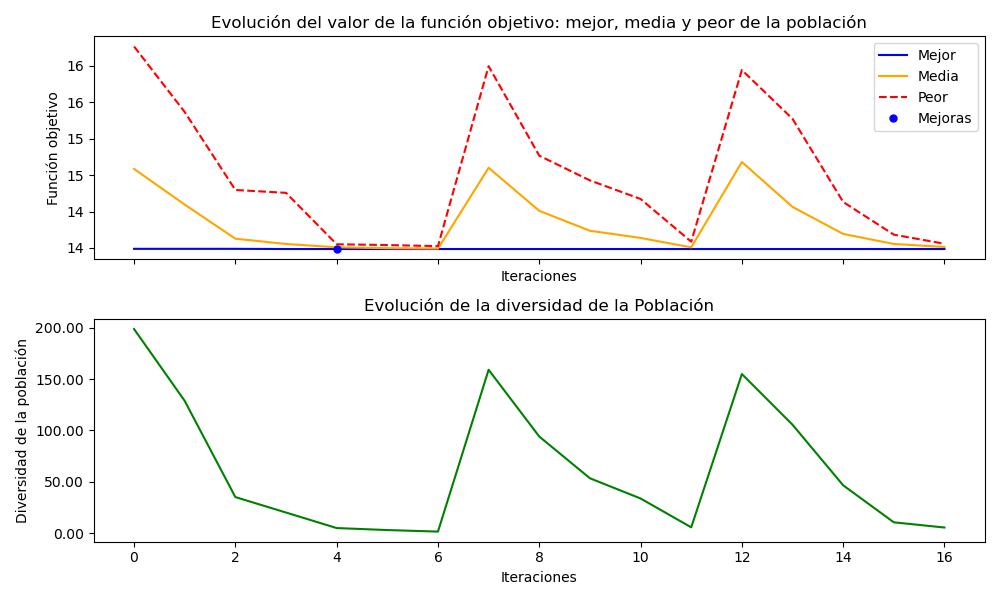 Evolución del valor de la función objetivo: mejor, media y peor de la población
Función objetivo
16
16
15
15
14
14
Mejor
Media
Peor
Mejoras
Iteraciones
Evolución de la diversidad de la Población
Diversidad de la población
200.00
150.00
100.00
50.00
0.00
0 2 4 6 8 10 12 14 16
Iteraciones